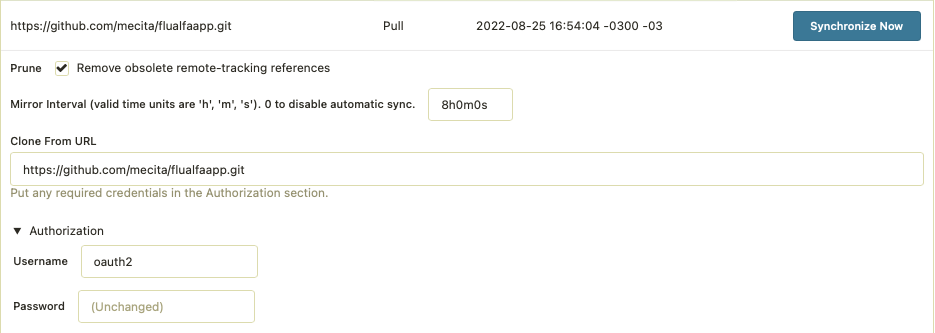 https://github.com/mecita/flualfaapp.git Pull 2022-08-25 16:54:04 -0300 -03 Synchronize Now
Prune Remove obsolete remote-tracking references
Mirror Interval (valid time units are 'h', 'm', 's'). 0 to disable automatic sync. 8h0m0s
Clone From URL
https://github.com/mecita/flualfaapp.git
Put any required credentials in the Authorization section.
▼ Authorization
Username oauth2
Password (Unchanged)